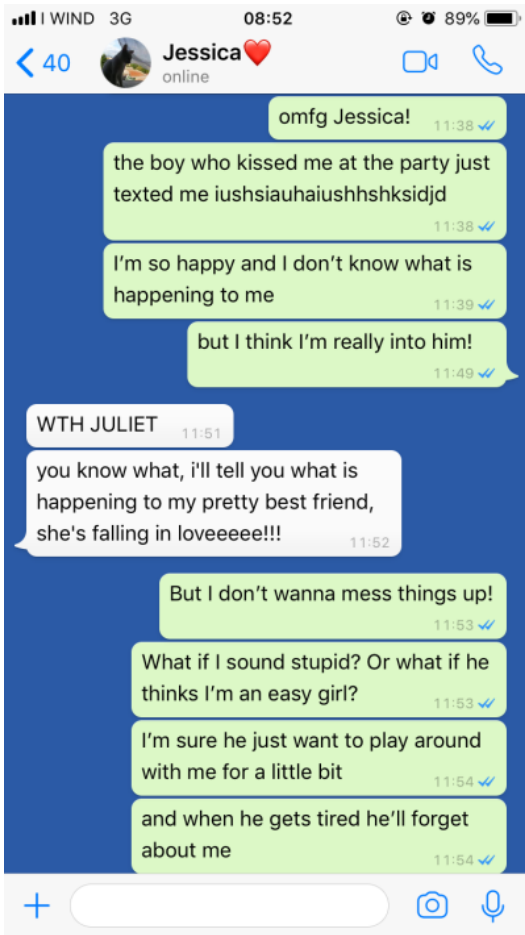 I WIND 3G 08:52 89%
40 Jessica
online
omfg Jessica! 11:38
the boy who kissed me at the party just
texted me iushsiauhaiushhshksidjd
11:38
I'm so happy and I don't know what is
happening to me 11:39
but I think I'm really into him!
11:49
WTH JULIET 11:51
you know what, i'll tell you what is
happening to my pretty best friend,
she's falling in loveeeee!!! 11:52
But I don't wanna mess things up!
11:53
What if I sound stupid? Or what if he
thinks I'm an easy girl? 11:53
I'm sure he just want to play around
with me for a little bit 11:54
and when he gets tired he'll forget
about me 11:54